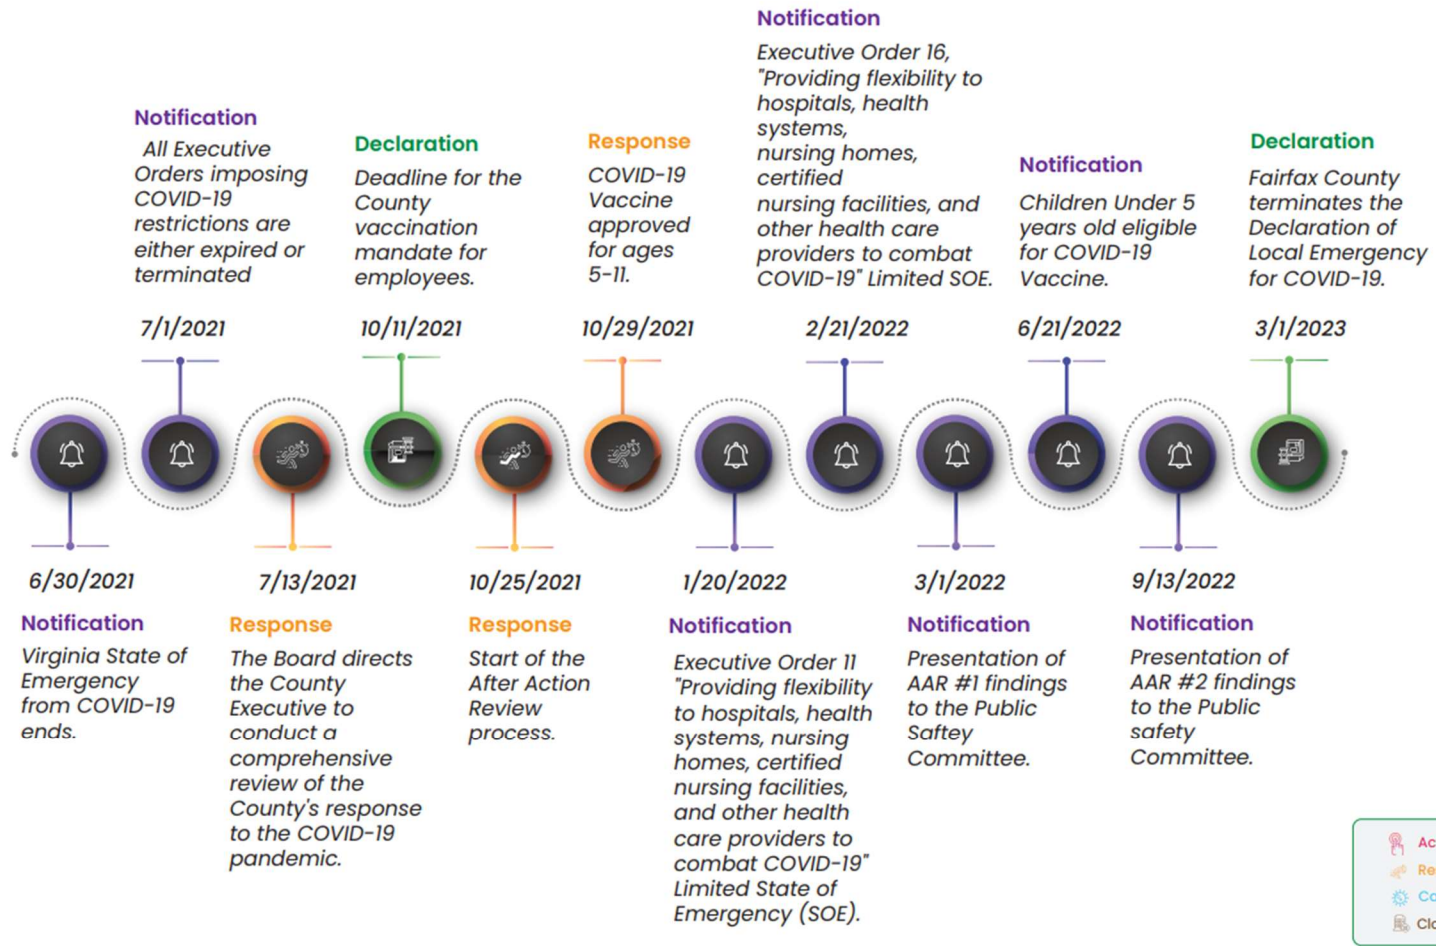 Notification
Executive Order 16,
"Providing flexibility to
hospitals, health
systems,
nursing homes,
certified
nursing facilities, and
other health care
providers to combat
COVID-19" Limited SOE.
Notification
All Executive
Orders imposing
COVID-19
restrictions are
either expired or
terminated
Declaration
Deadline for the
County
vaccination
mandate for
employees.
Response
COVID-19
Vaccine
approved
for ages
5-11.
Notification
Children Under 5
years old eligible
for COVID-19
Vaccine.
Declaration
Fairfax County
terminates the
Declaration of
Local Emergency
for COVID-19.
7/1/2021
10/11/2021
10/29/2021
2/21/2022
6/21/2022
3/1/2023
6/30/2021
7/13/2021
10/25/2021
1/20/2022
3/1/2022
9/13/2022
Notification
Virginia State of
Emergency
from COVID-19
ends.
Response
The Board directs
the County
Executive to
conduct a
comprehensive
review of the
County's response
to the COVID-19
pandemic.
Response
Start of the
After Action
Review
process.
Notification
Executive Order 11
"Providing flexibility
to hospitals, health
systems, nursing
homes, certified
nursing facilities,
and other health
care providers to
combat COVID-19"
Limited State of
Emergency (SOE).
Notification
Presentation of
AAR #1 findings
to the Public
Saftey
Committee.
Notification
Presentation of
AAR #2 findings
to the Public
safety
Committee.
Ac
Re
Co
Clo